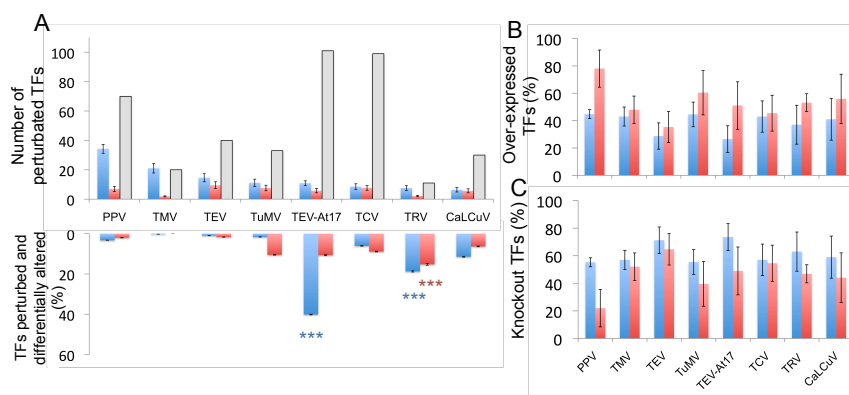 A
Number of
perturbated TFs
100
80
60
40
20
0
PPV
TMV
TEV
TuMV
TEV-At17
TCV
TRV
CaLCuV
TFs perturbed and
differentially altered
(%)
0
20
40
60
***
***
***
B
Over-expressed
TFs (%)
100
80
60
40
20
0
C
Knockout TFs (%)
100
80
60
40
20
0
PPV
TMV
TEV
TuMV
TEV-At17
TCV
TRV
CaLCuV